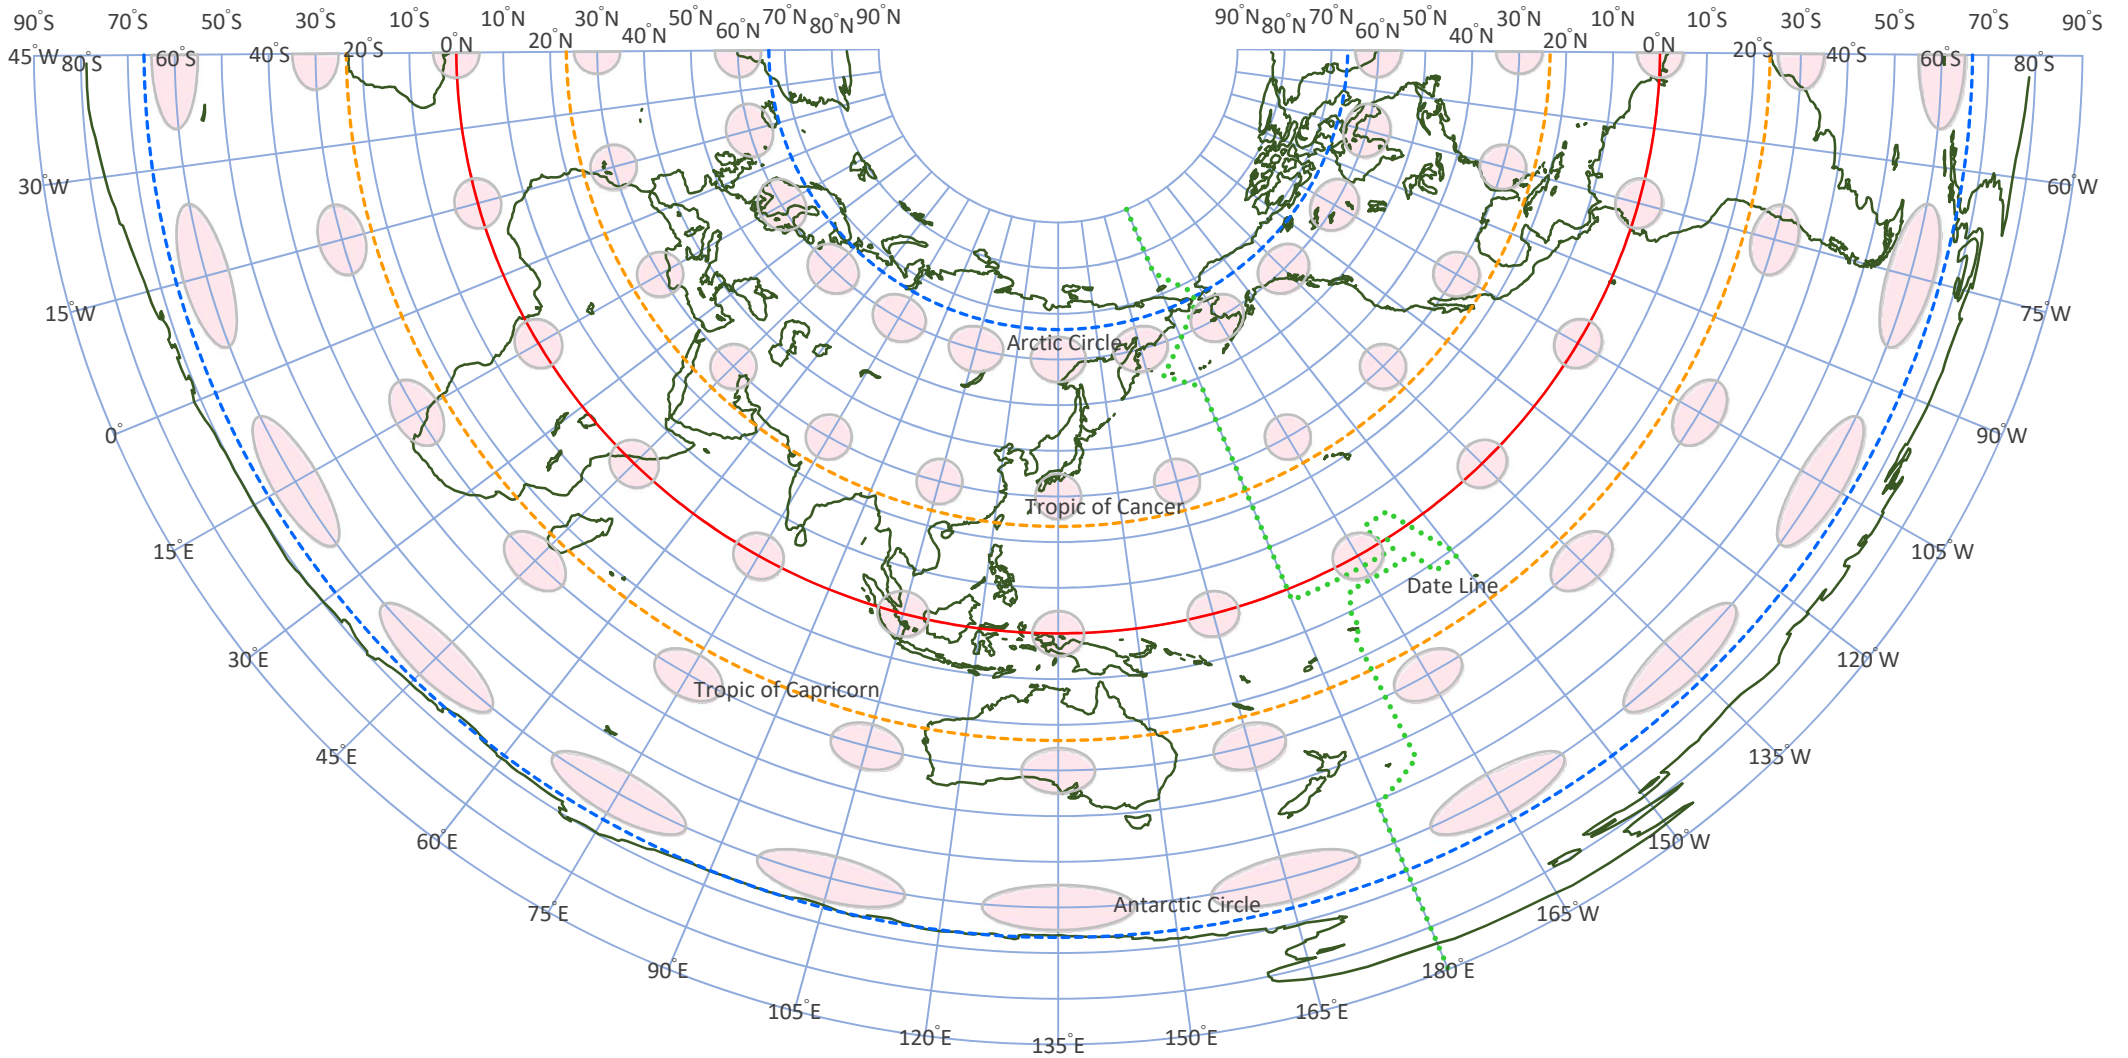 90°S 70°S 50°S 30°S 10°S 10°N 30°N 50°N 70°N 90°N 90°N 70°N 50°N 30°N 10°N 10°S 30°S 50°S 70°S 90°S
80°S 60°S 40°S 20°S 0°N 20°N 40°N 60°N 80°N 80°N 60°N 40°N 20°N 0°N 20°S 40°S 60°S 80°S
45°W
30°W
60°W
15°W
75°W
Arctic Circle
0°
90°W
Tropic of Cancer
15°E
105°W
Date Line
30°E
120°W
Tropic of Capricorn
45°E
135°W
60°E
150°W
Antarctic Circle
75°E
165°W
90°E
180°E
105°E
165°E
120°E
150°E
135°E